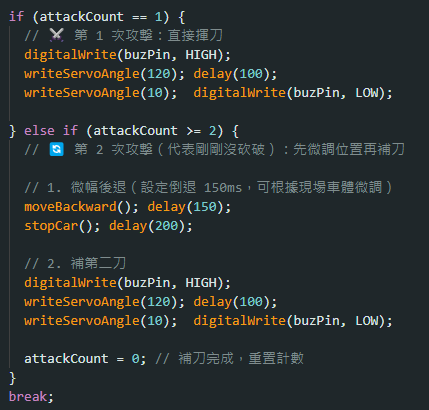 if (attackCount == 1) {
// ⚔️ 第 1 次攻擊：直接揮刀
digitalWrite(buzPin, HIGH);
writeServoAngle(120); delay(100);
writeServoAngle(10);  digitalWrite(buzPin, LOW);
} else if (attackCount >= 2) {
// 🔄 第 2 次攻擊（代表剛剛沒砍破）：先微調位置再補刀
// 1. 微幅後退（設定倒退 150ms，可根據現場車體微調）
moveBackward(); delay(150);
stopCar(); delay(200);
// 2. 補第二刀
digitalWrite(buzPin, HIGH);
writeServoAngle(120); delay(100);
writeServoAngle(10);  digitalWrite(buzPin, LOW);
attackCount = 0; // 補刀完成，重置計數
}
break;